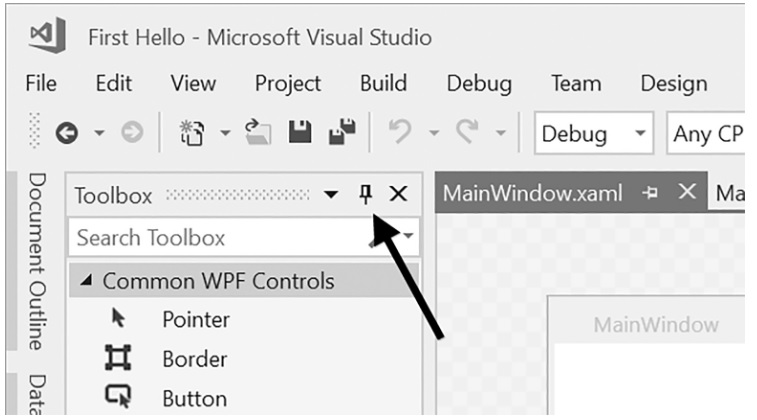 First Hello - Microsoft Visual Studio
File Edit View Project Build Debug Team Design
Debug Any CP
Document Outline
Data
Toolbox
MainWindow.xaml Ma
Search Toolbox
Common WPF Controls
Pointer
MainWindow
Border
Button